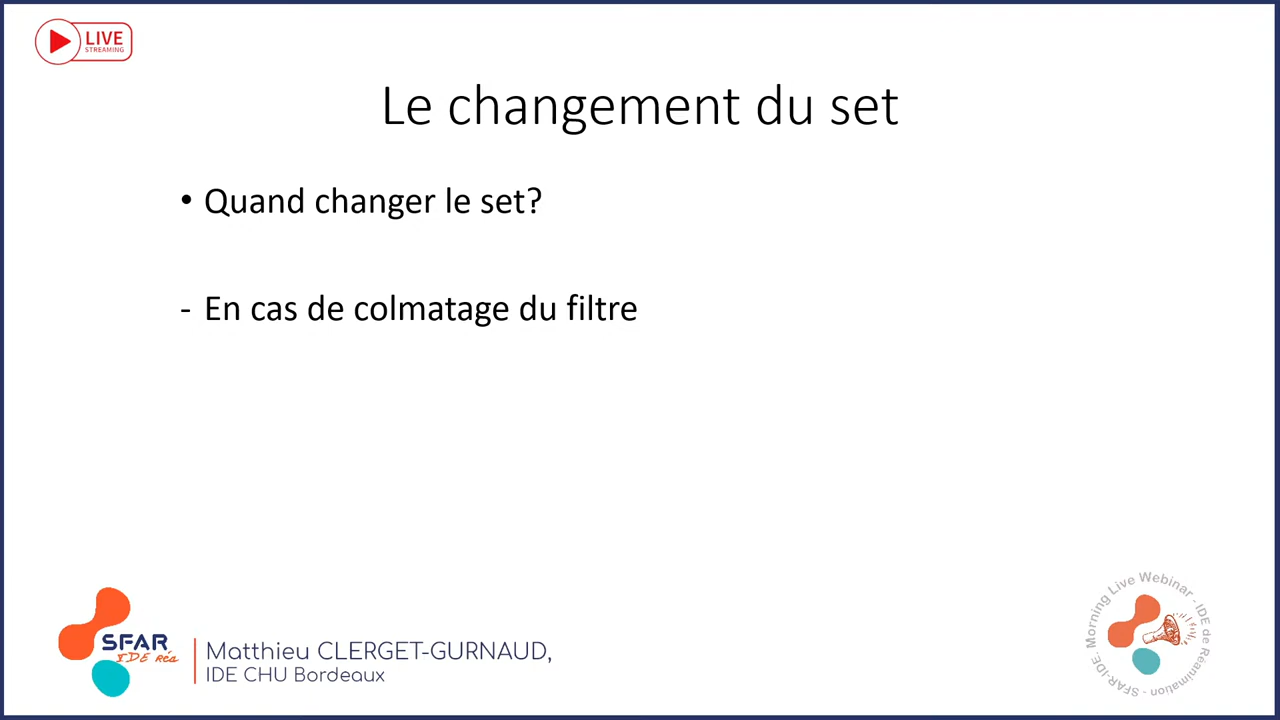 LIVE
STREAMING
Le changement du set
• Quand changer le set?
- En cas de colmatage du filtre
SFAR
IDE Réa
Matthieu CLERGET-GURNAUD,
IDE CHU Bordeaux
SFAR-IDE. Morning Live Webinar - IDE de Réanimation -